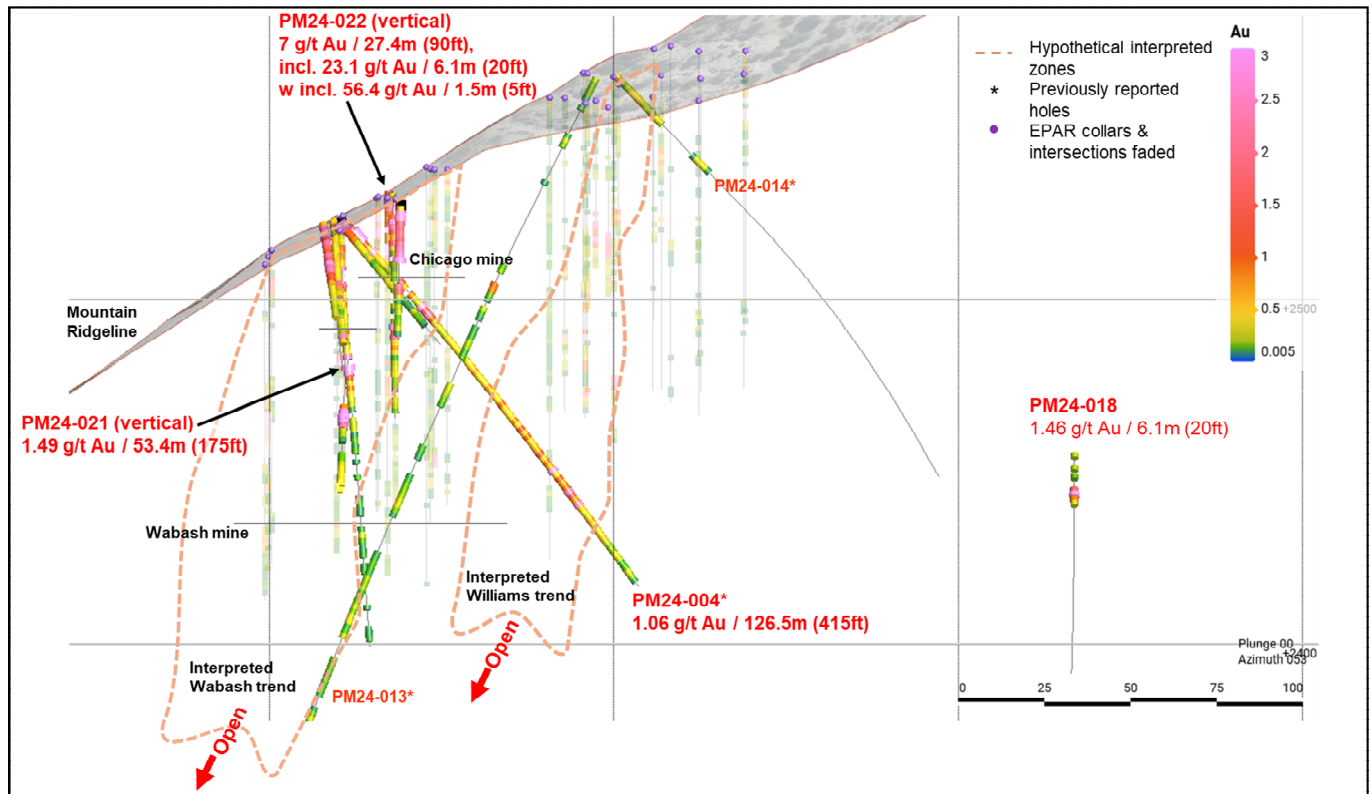 PM24-022 (vertical)
7 g/t Au / 27.4m (90ft),
incl. 23.1 g/t Au / 6.1m (20ft)
w incl. 56.4 g/t Au / 1.5m (5ft)
Hypothetical interpreted
zones
* Previously reported
holes
EPAR collars &
intersections faded
Au
3
2.5
2
1.5
1
0.5
0.005
+2500
PM24-014*
Chicago mine
Mountain
Ridgeline
PM24-021 (vertical)
1.49 g/t Au / 53.4m (175ft)
PM24-018
1.46 g/t Au / 6.1m (20ft)
Wabash mine
Interpreted
Williams trend
PM24-004*
1.06 g/t Au / 126.5m (415ft)
Open
Interpreted
Wabash trend
PM24-013*
Open
Plunge 00
+2400
Azimuth 053
0 25 50 75 100